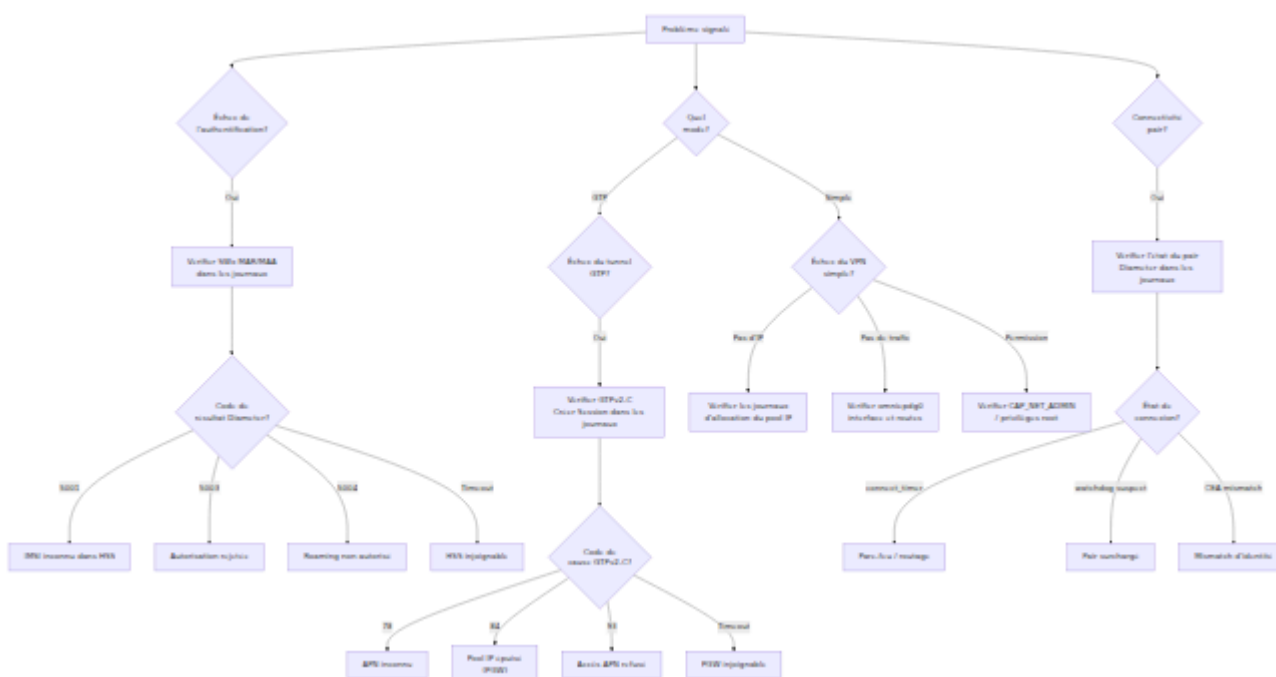 Problème signalé
Échec de
l'authentification?
Quel
mode?
Connectivité
pair?
Oui
GTP
Simple
Oui
Vérifier SWx MAR/MAA
dans les journaux
Échec du tunnel
GTP?
Échec du VPN
simple?
Vérifier l'état du pair
Diameter dans les
journaux
Oui
Pas d'IP
Pas de trafic
Permission
Code de
résultat Diameter?
Vérifier GTPv2-C
Créer Session dans les
journaux
Vérifier les journaux
d'allocation du pool IP
Vérifier omniepdg0
interface et routes
Vérifier CAP_NET_ADMIN
/ privilèges root
État de
connexion?
5001
5003
5004
Timeout
connect_timer
watchdog suspect
CEA mismatch
IMSI inconnu dans HSS
Autorisation rejetée
Roaming non autorisé
HSS injoignable
Code de
cause GTPv2-C?
Pare-feu / routage
Pair surchargé
Mismatch d'identité
78
84
93
Timeout
APN inconnu
Pool IP épuisé
(PGW)
Accès APN refusé
PGW injoignable